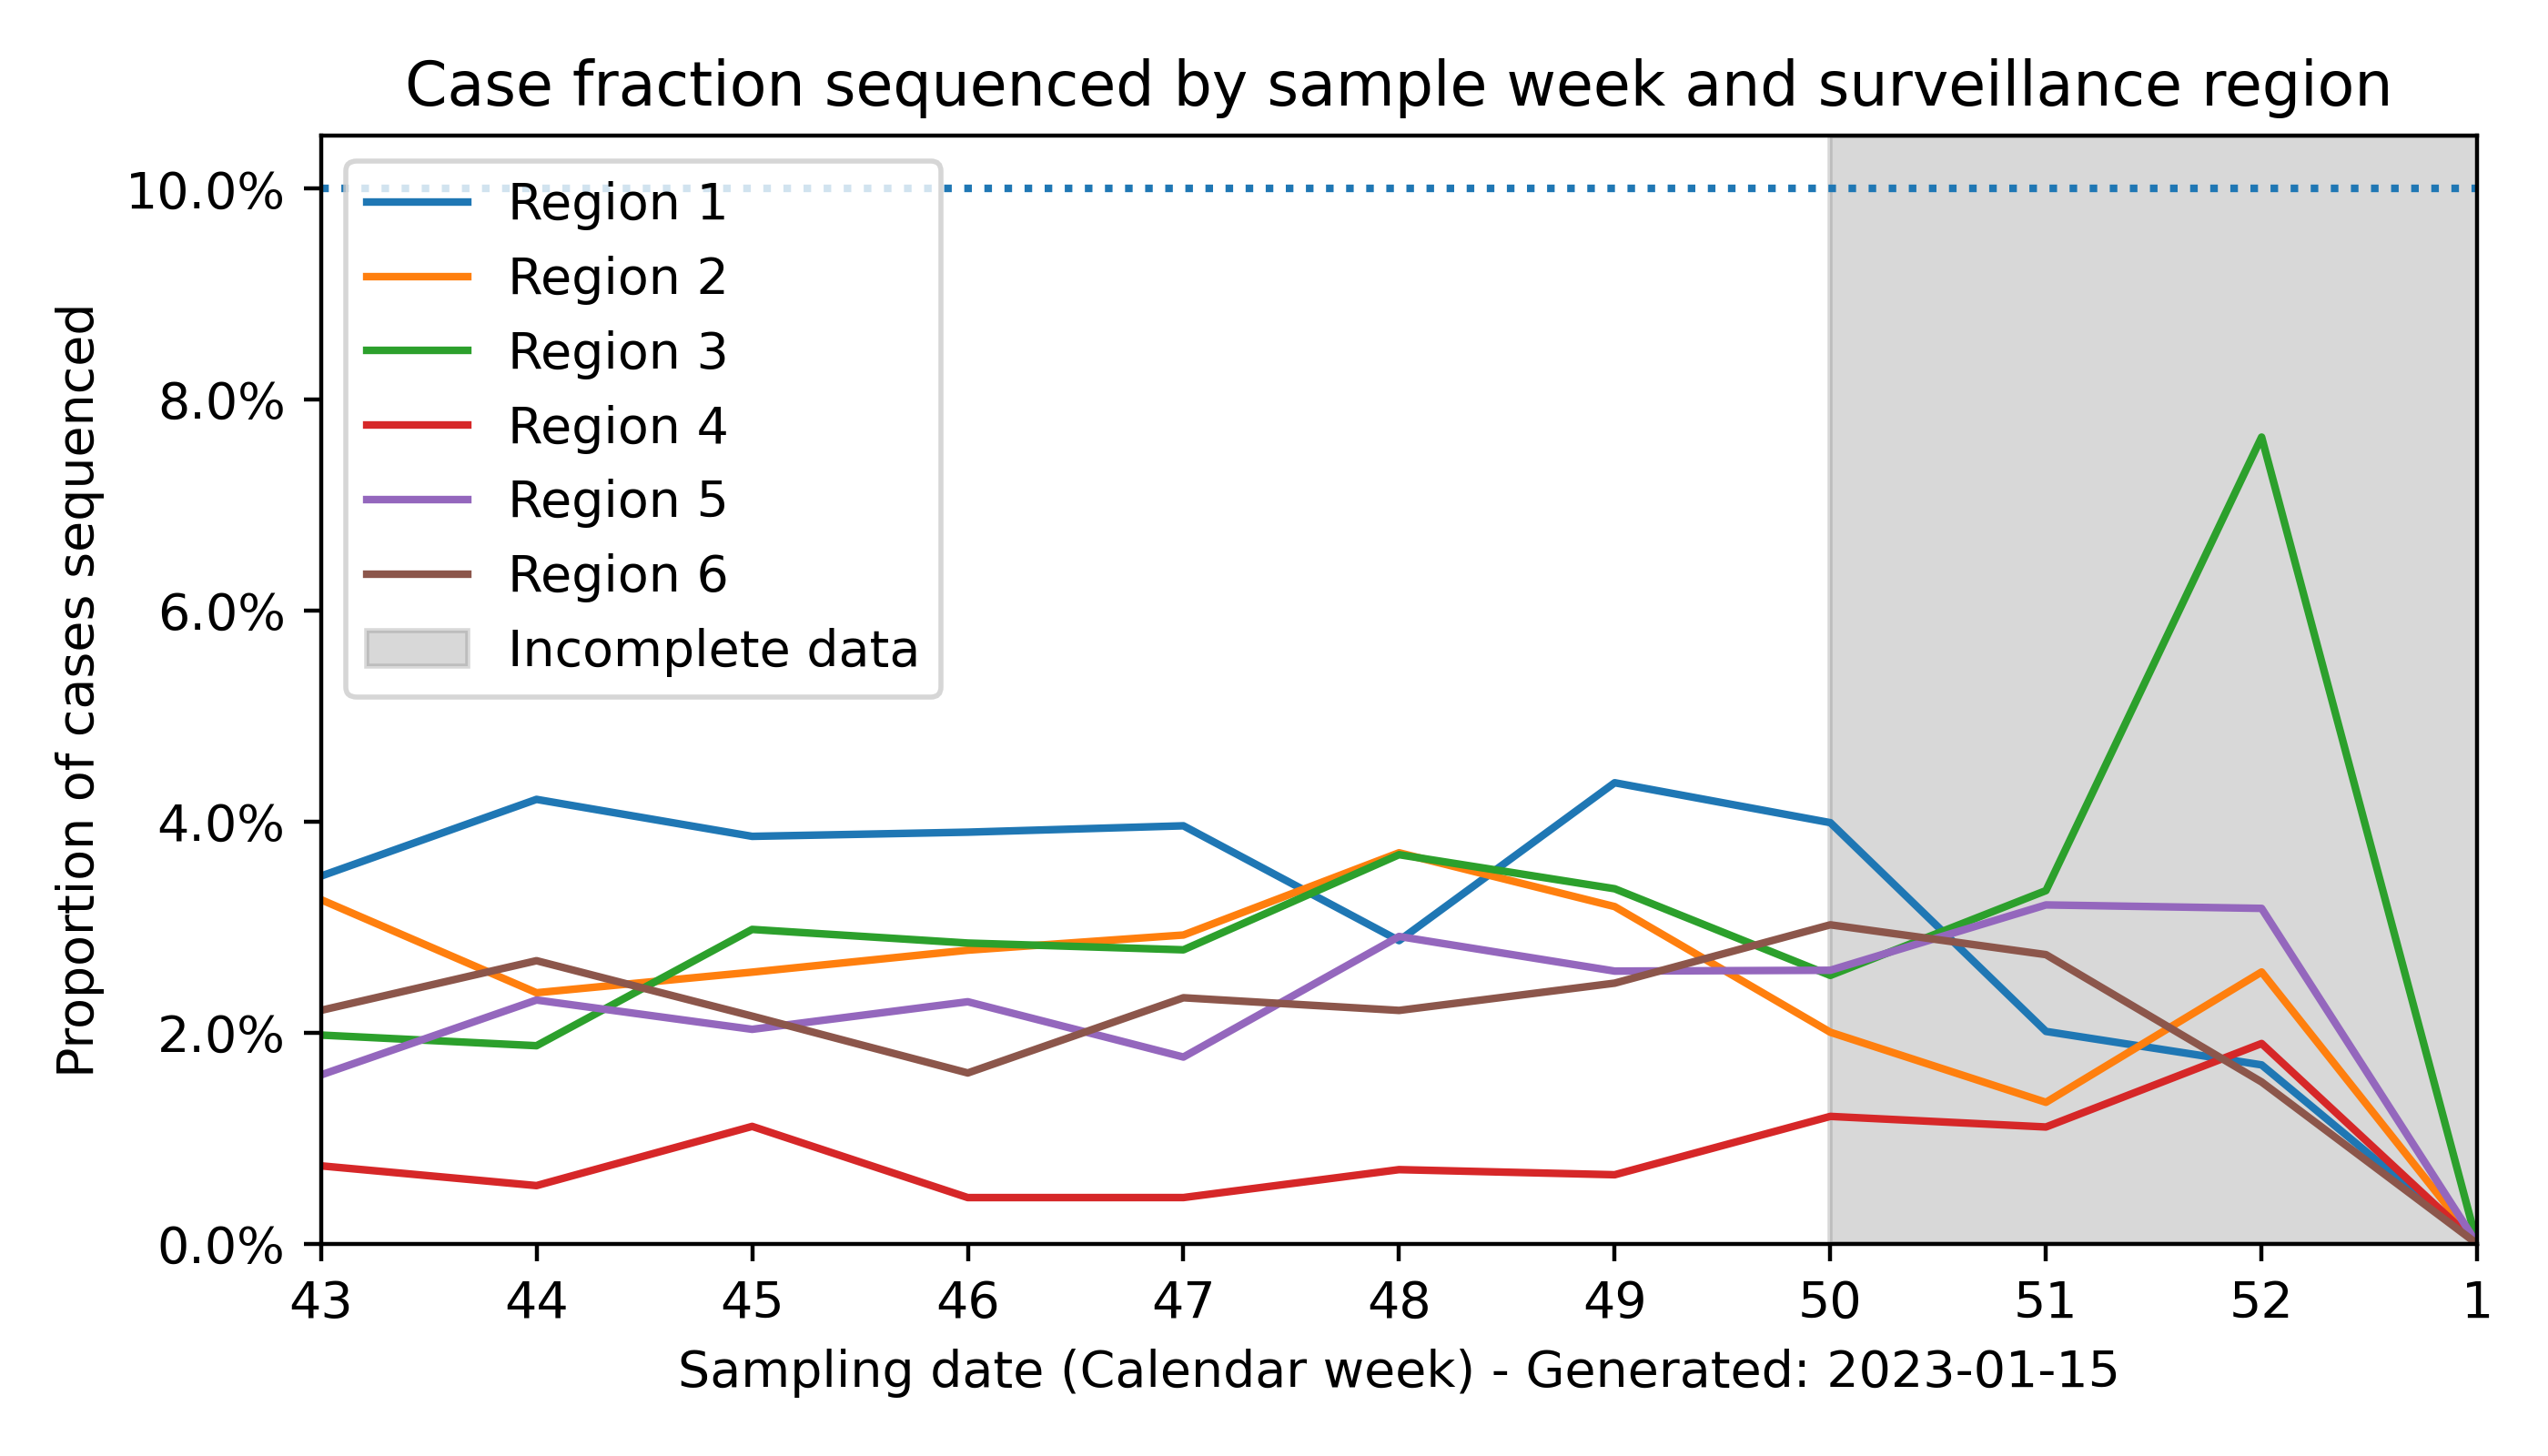 Case fraction sequenced by sample week and surveillance region
Proportion of cases sequenced
10.0%
8.0%
6.0%
4.0%
2.0%
0.0%
Region 1
Region 2
Region 3
Region 4
Region 5
Region 6
Incomplete data
43 44 45 46 47 48 49 50 51 52 1
Sampling date (Calendar week) - Generated: 2023-01-15